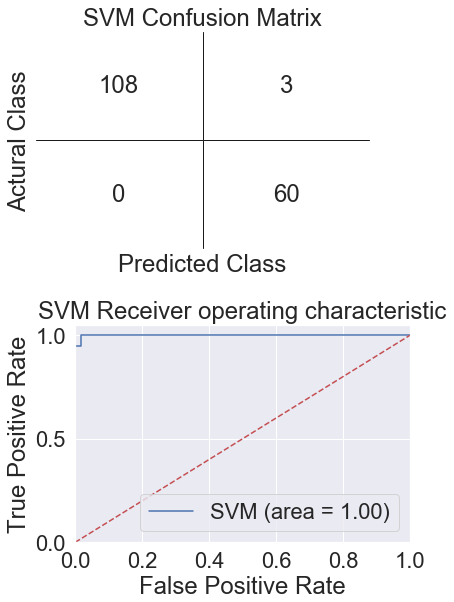 SVM Confusion Matrix
Actural Class
108
3
0
60
Predicted Class
SVM Receiver operating characteristic
True Positive Rate
1.0
0.5
0.0
SVM (area = 1.00)
0.0 0.2 0.4 0.6 0.8 1.0
False Positive Rate